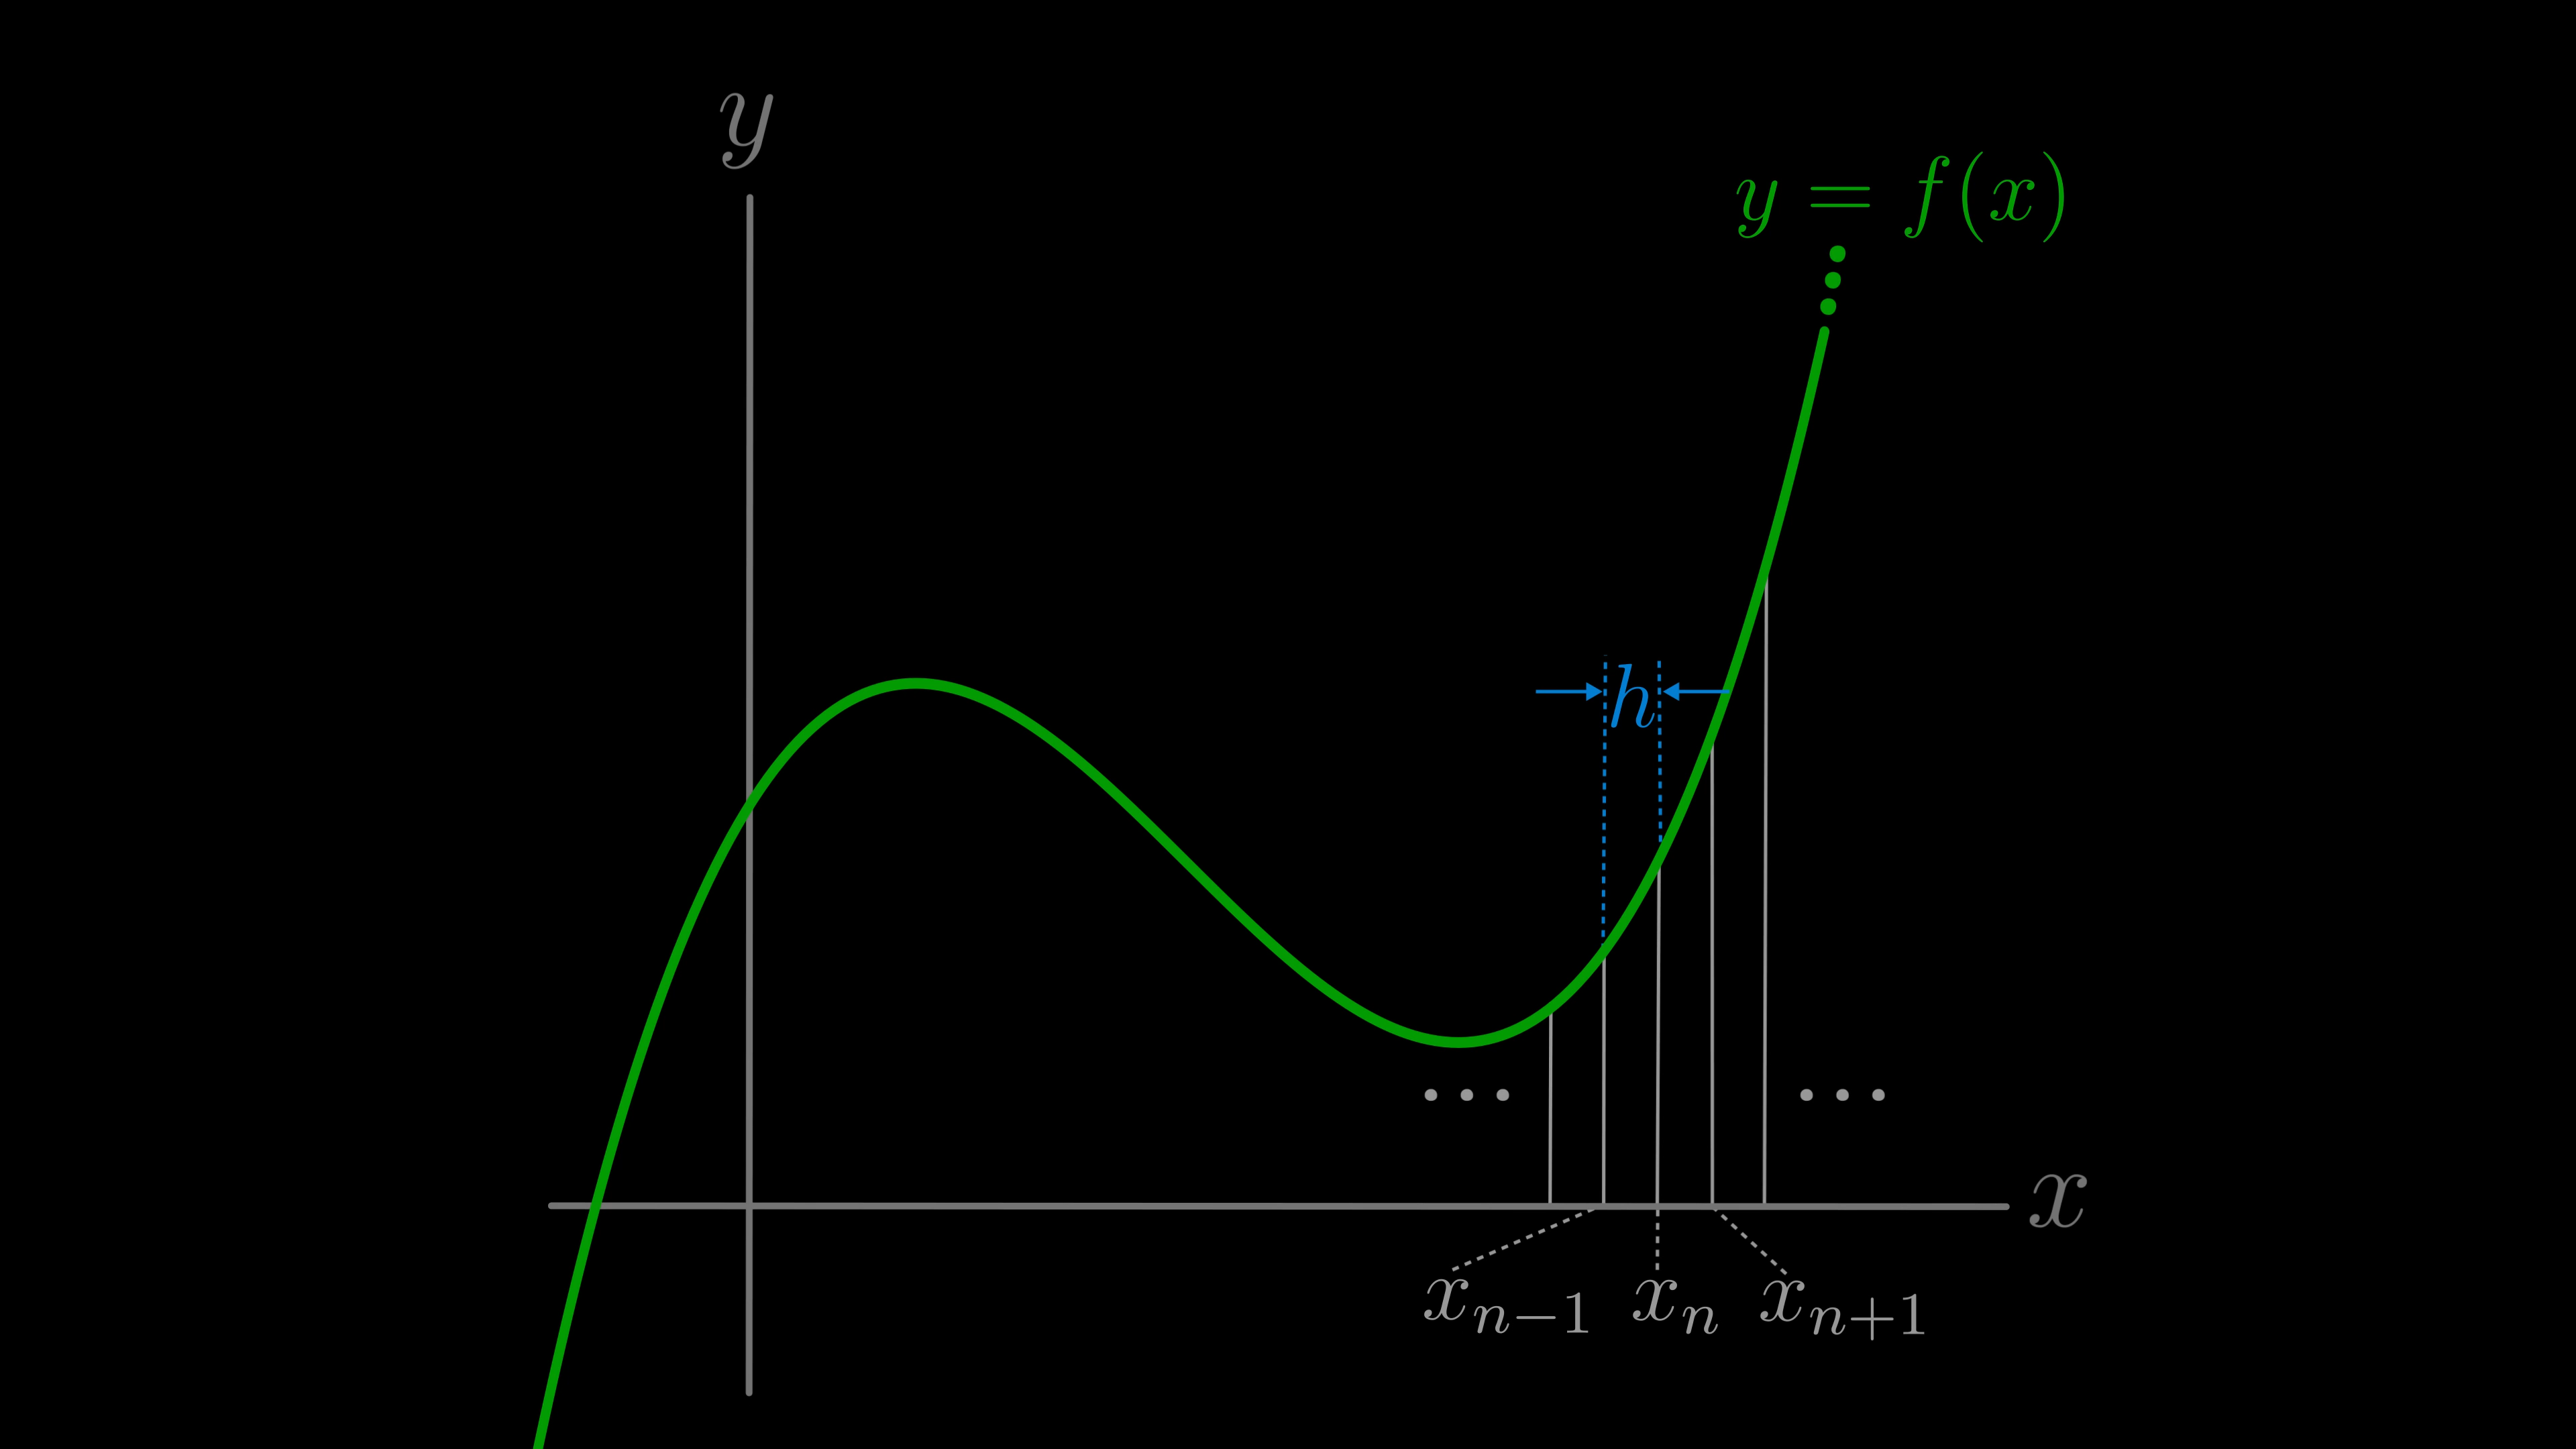 y
y = f(x)
h
x
x_{n-1} x_n x_{n+1}